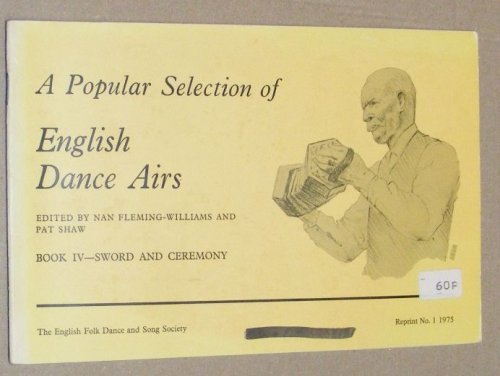 A Popular Selection of
English
Dance Airs
EDITED BY NAN FLEMING-WILLIAMS AND
PAT SHAW
BOOK IV—SWORD AND CEREMONY
60P
The English Folk Dance and Song Society
Reprint No. 1 1975